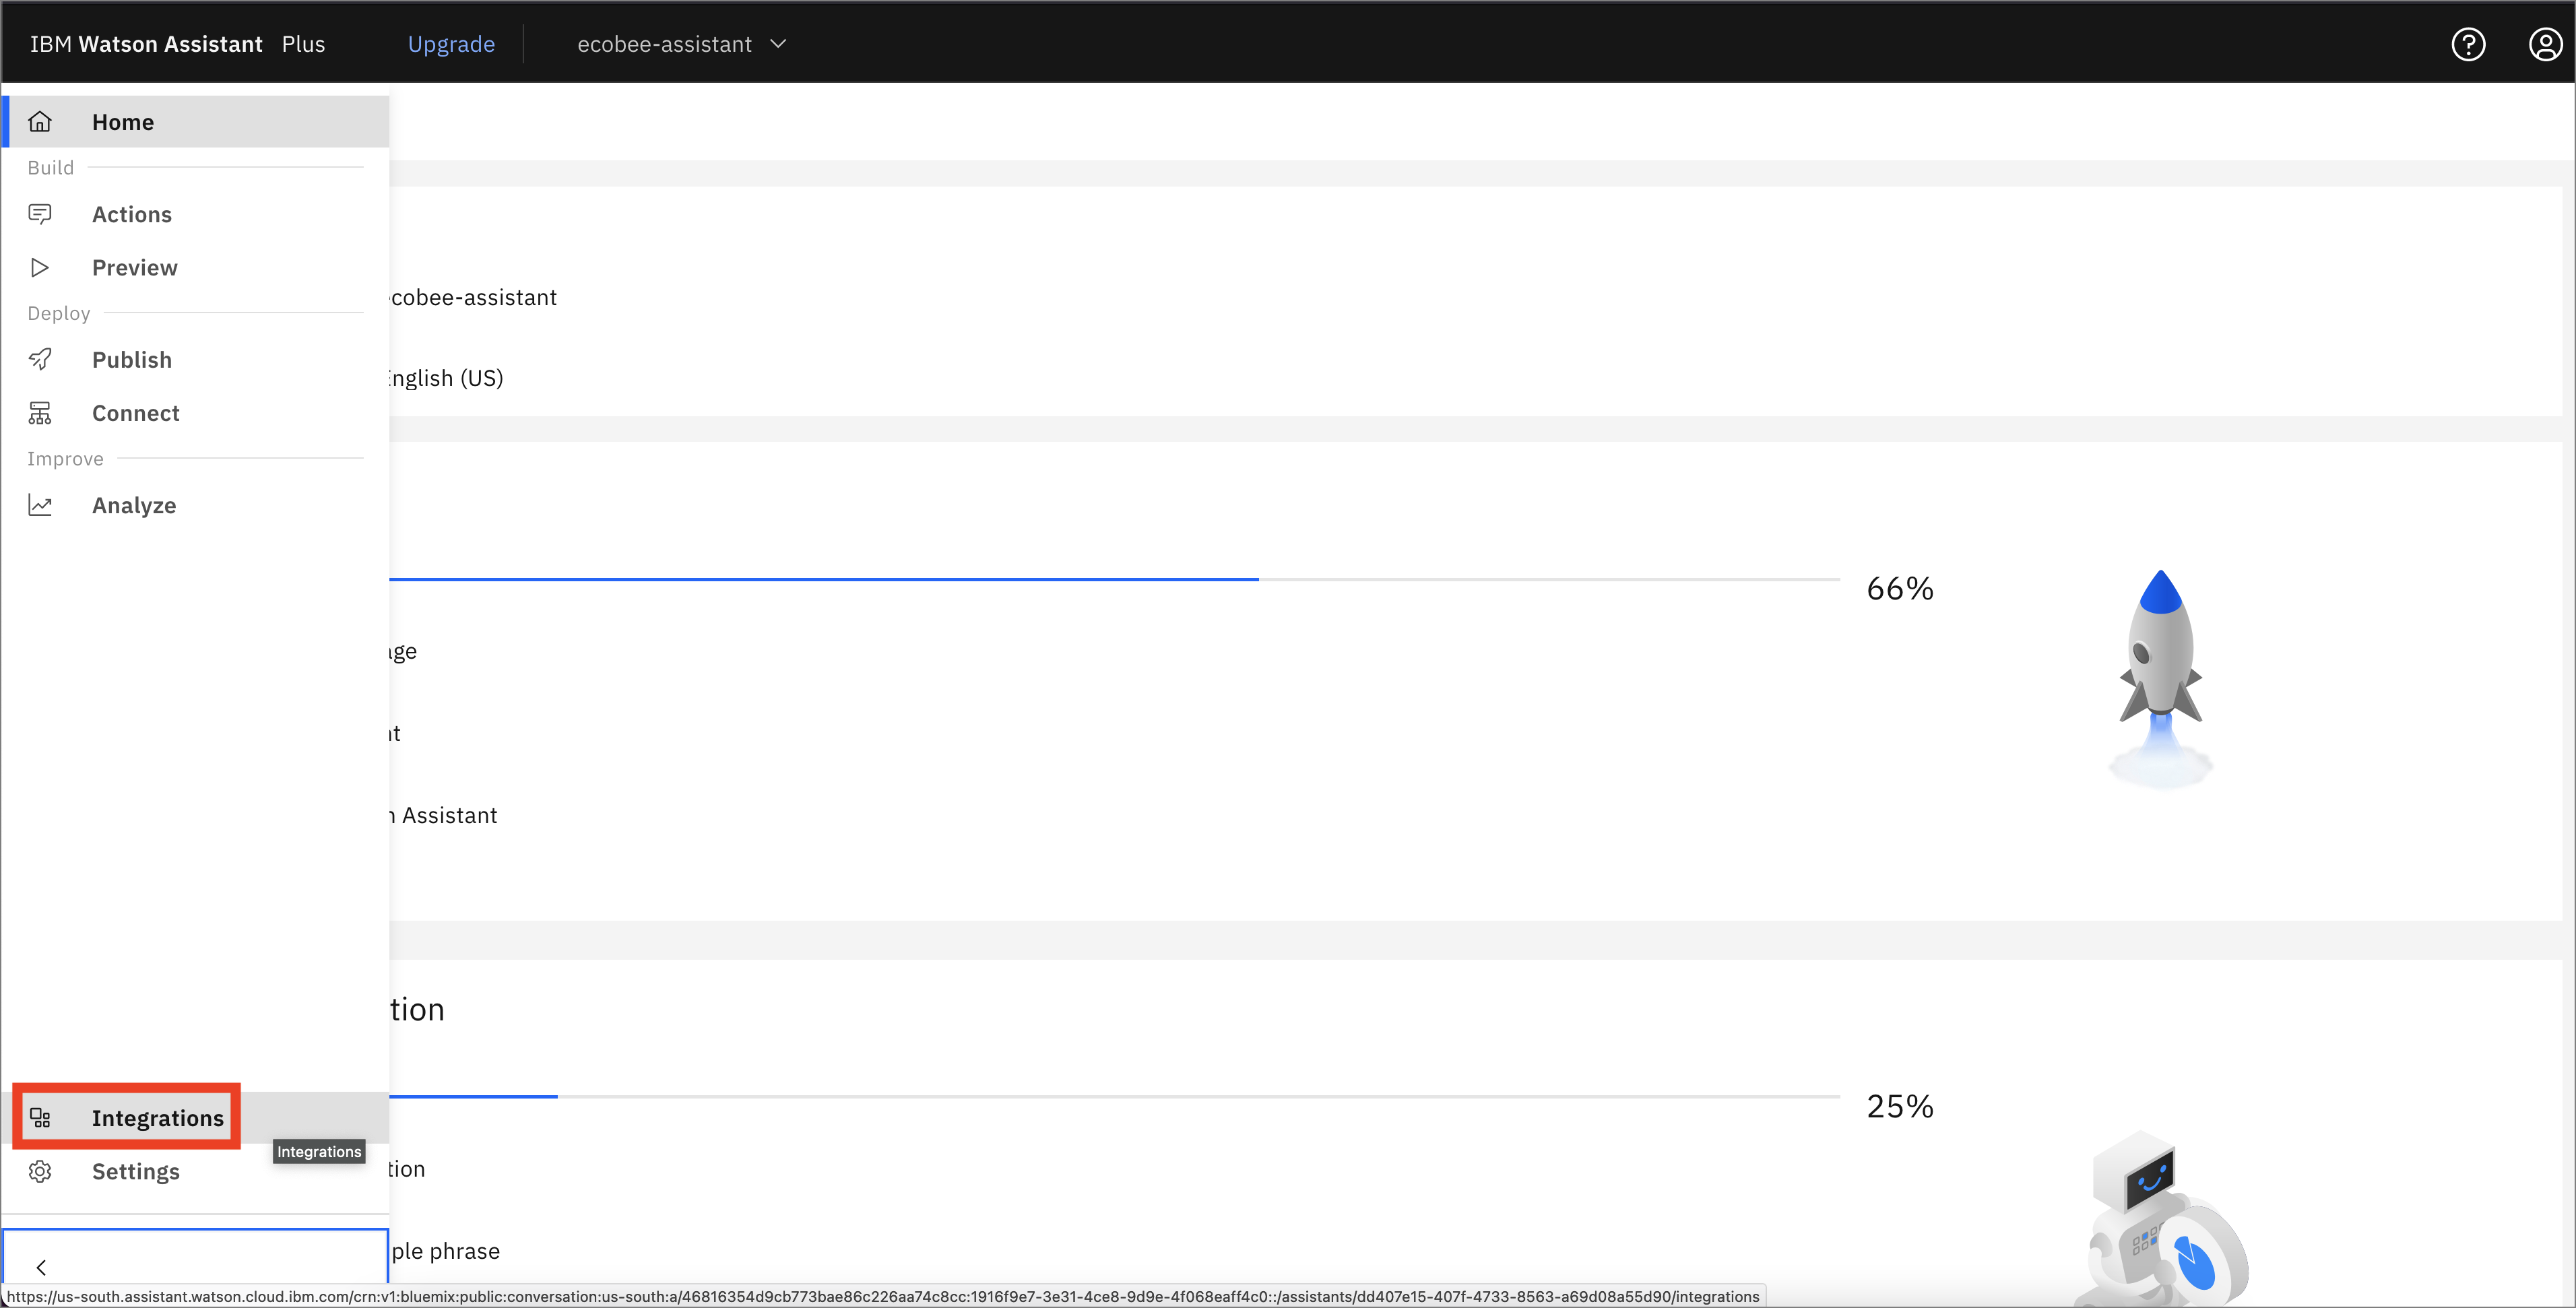 IBM Watson Assistant Plus Upgrade ecobee-assistant
Home
Build
Actions
Preview
cobee-assistant
Deploy
Publish
nglish (US)
Connect
Improve
Analyze
66%
ge
t
Assistant
tion
25%
Integrations
Integrations
Settings
tion
ple phrase
https://us-south.assistant.watson.cloud.ibm.com/crn:v1:bluemix:public:conversation:us-south:a/46816354d9cb773bae86c226aa74c8cc:1916f9e7-3e31-4ce8-9d9e-4f068eaff4c0::/assistants/dd407e15-407f-4733-8563-a69d08a55d90/integrations